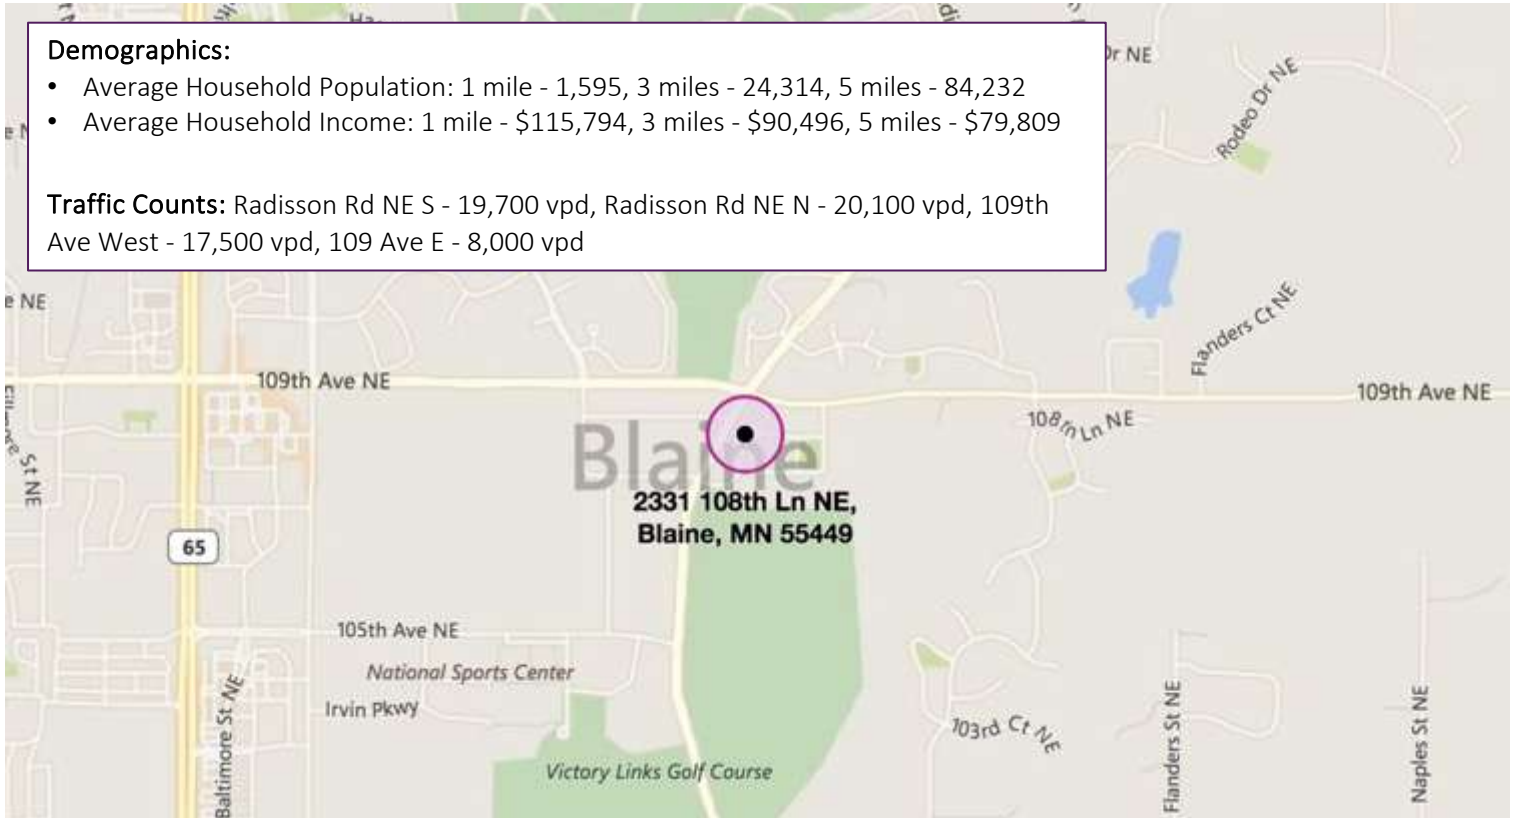 Demographics:
• Average Household Population: 1 mile - 1,595, 3 miles - 24,314, 5 miles - 84,232
• Average Household Income: 1 mile - $115,794, 3 miles - $90,496, 5 miles - $79,809
Traffic Counts: Radisson Rd NE S - 19,700 vpd, Radisson Rd NE N - 20,100 vpd, 109th
Ave West - 17,500 vpd, 109 Ave E - 8,000 vpd
Dr NE
Rodeo Dr NE
e NE
Flanders Ct NE
109th Ave NE
109th Ave NE
108th Ln NE
St NE
Blaine
2331 108th Ln NE,
Blaine, MN 55449
65
105th Ave NE
National Sports Center
Irvin Pkwy
Baltimore St NE
103rd Ct NE
Flanders St NE
Naples St NE
Victory Links Golf Course